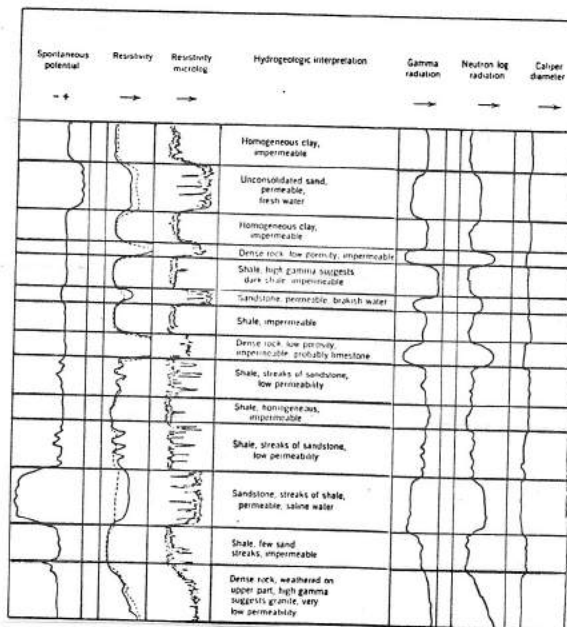 Spontaneous
potential
Resistivity
Resistivity
microlog
Hydrogeologic interpretation
Gamma
radiation
Neutron log
radiation
Caliper
diameter
- +
Homogeneous clay,
impermeable
Unconsolidated sand,
permeable,
fresh water
Homogeneous clay,
impermeable
Dense rock, low porosity, impermeable
Shale, high gamma suggests
dark shale, impermeable
Sandstone, permeable, brakish water
Shale, impermeable
Dense rock, low porosity,
impermeable, probably limestone
Shale, streaks of sandstone,
low permeability
Shale, homogeneous,
impermeable
Shale, streaks of sandstone,
low permeability
Sandstone, streaks of shale,
permeable, saline water
Shale, few sand
streaks, impermeable
Dense rock, weathered on
upper part, high gamma
suggests granite, very
low permeability